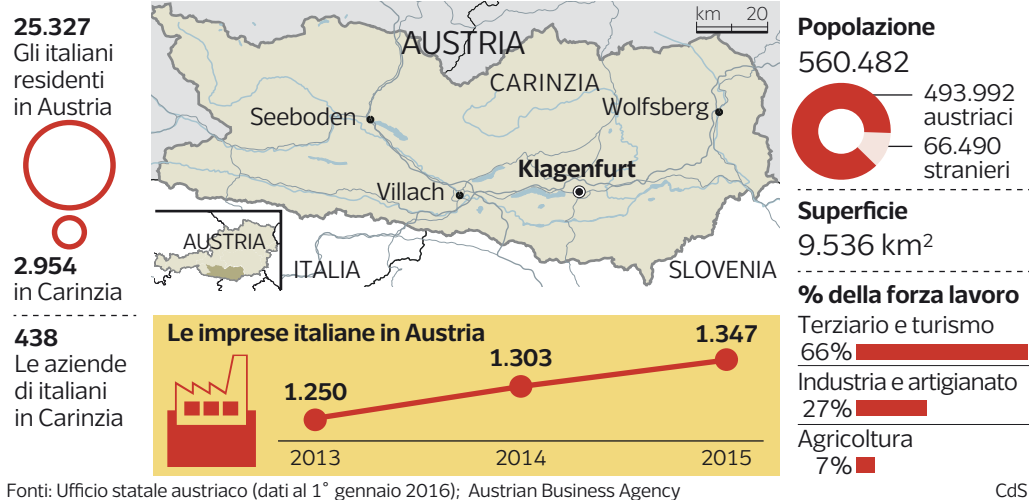 25.327
Gli italiani
residenti
in Austria
2.954
in Carinzia
438
Le aziende
di italiani
in Carinzia
km 20
AUSTRIA
CARINZIA
Seeboden
Wolfsberg
Klagenfurt
Villach
AUSTRIA
ITALIA
SLOVENIA
Le imprese italiane in Austria
1.250
1.303
1.347
2013
2014
2015
Popolazione
560.482
493.992
austriaci
66.490
stranieri
Superficie
9.536 km²
% della forza lavoro
Terziario e turismo
66%
Industria e artigianato
27%
Agricoltura
7%
Fonti: Ufficio statale austriaco (dati al 1° gennaio 2016); Austrian Business Agency
CdS